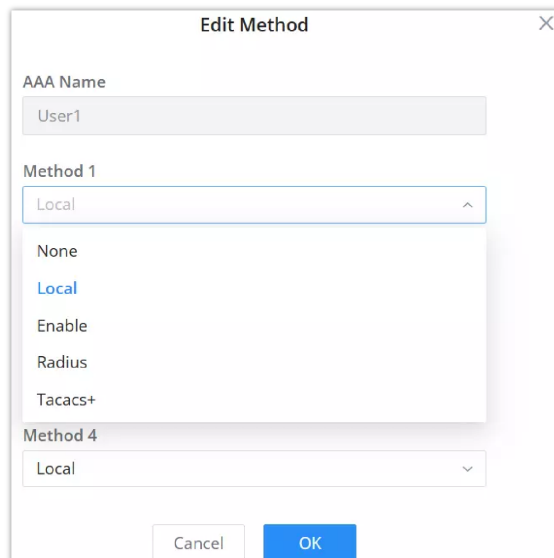 Edit Method
AAA Name
User1
Method 1
Local
None
Local
Enable
Radius
Tacacs+
Method 4
Local
Cancel
OK